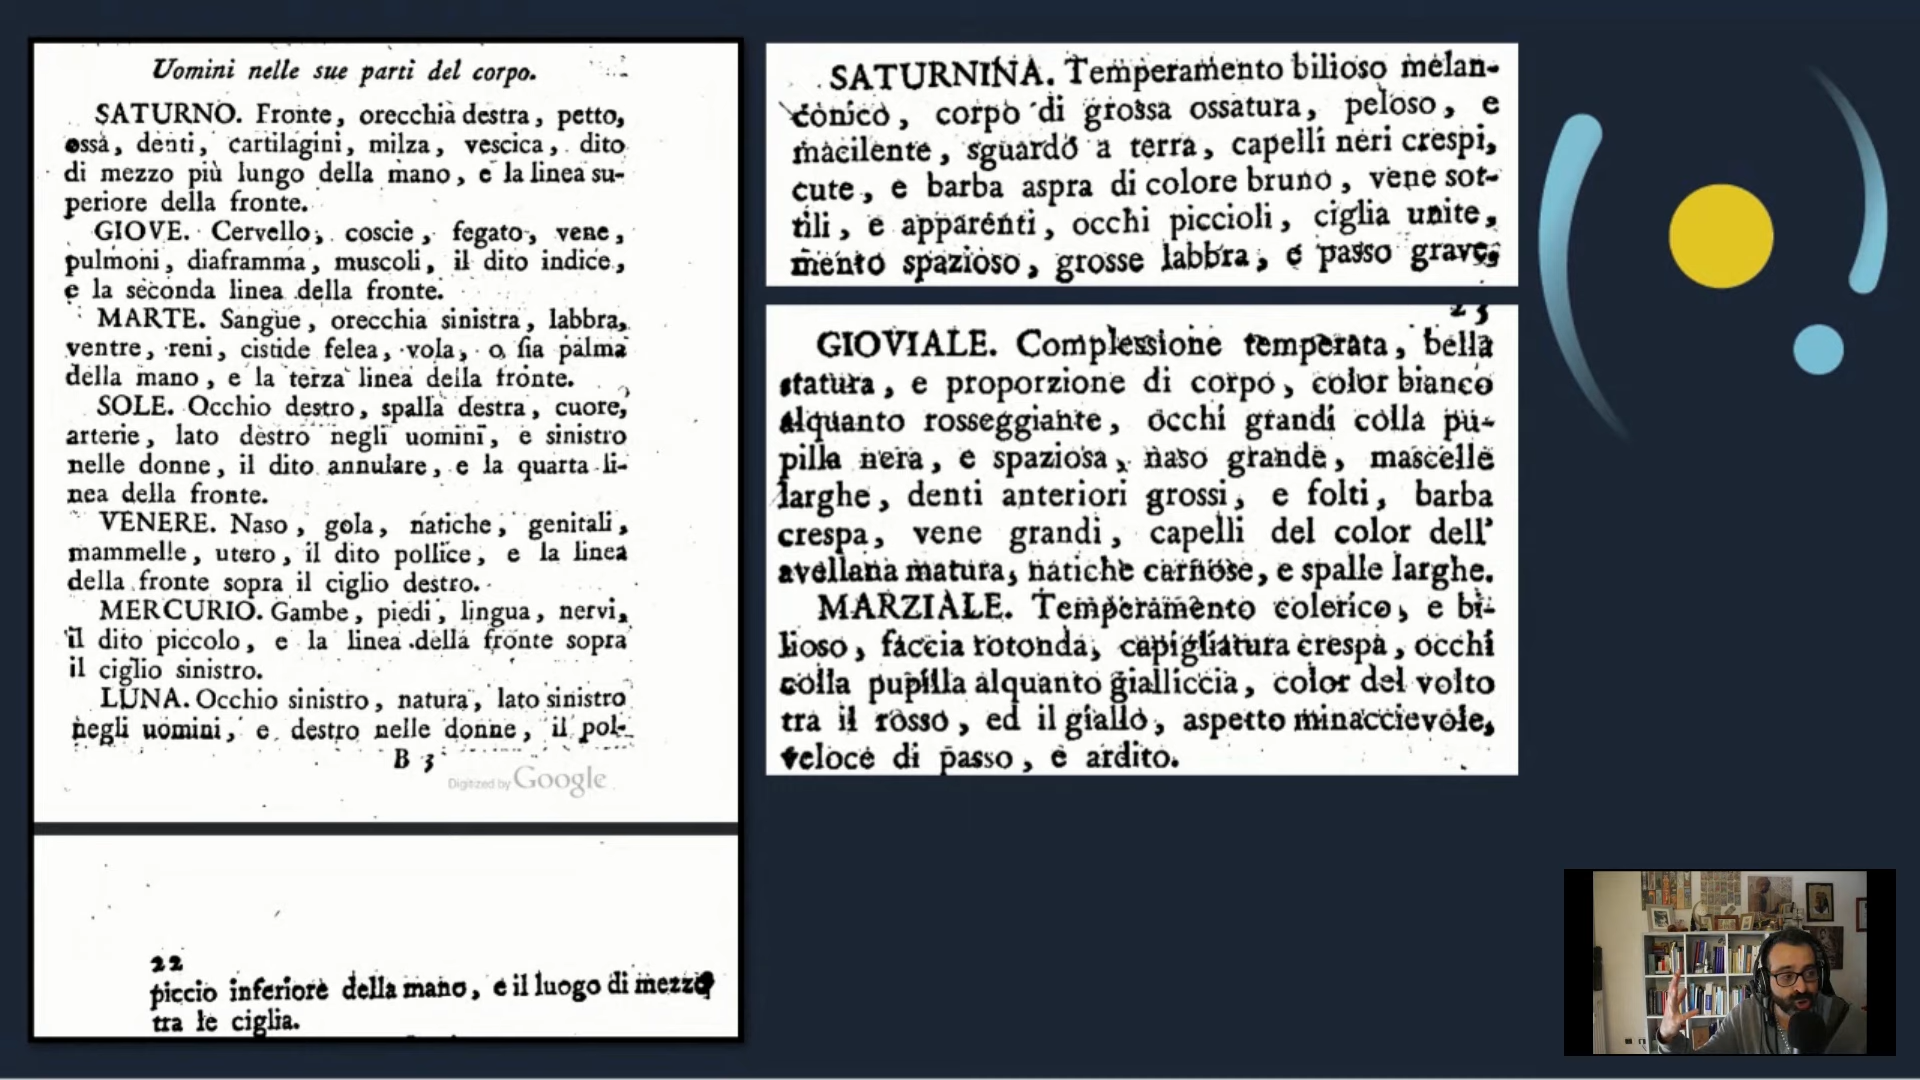 Uomini nelle sue parti del corpo.
SATURNO. Fronte, orecchia destra, petto,
ossa, denti, cartilagini, milza, vescica, dito
di mezzo più lungo della mano, e la linea su-
periore della fronte.
GIOVE. Cervello, coscie, fegato, vene,
pulmoni, diaframma, muscoli, il dito indice,
e la seconda linea della fronte.
MARTE. Sangue, orecchia sinistra, labbra,
ventre, reni, cistide felea, vola, o sia palma
della mano, e la terza linea della fronte.
SOLE. Occhio destro, spalla destra, cuore,
arterie, lato destro negli uomini, e sinistro
nelle donne, il dito annulare, e la quarta li-
nea della fronte.
VENERE. Naso, gola, natiche, genitali,
mammelle, utero, il dito pollice, e la linea
della fronte sopra il ciglio destro.
MERCURIO. Gambe, piedi, lingua, nervi,
il dito piccolo, e la linea della fronte sopra
il ciglio sinistro.
LUNA. Occhio sinistro, natura, lato sinistro
negli uomini, e destro nelle donne, il pol-
B 3
Digitized by Google
22
piccio inferiore della mano, e il luogo di mezzo
tra le ciglia.
SATURNINA. Temperamento bilioso melan-
conico, corpo di grossa ossatura, peloso, e
macilente, sguardo a terra, capelli neri crespi,
cute, e barba aspra di colore bruno, vene sot-
tili, e apparenti, occhi piccioli, ciglia unite,
mento spazioso, grosse labbra, e passo grave,
23
GIOVIALE. Complessione temperata, bella
statura, e proporzione di corpo, color bianco
alquanto rosseggiante, occhi grandi colla pu-
pilla nera, e spaziosa, naso grande, mascelle
larghe, denti anteriori grossi, e folti, barba
crespa, vene grandi, capelli del color dell'
avellana matura, natiche carnose, e spalle larghe.
MARZIALE. Temperamento colerico, e bi-
lioso, faccia rotonda, capigliatura crespa, occhi
colla pupilla alquanto gialliccia, color del volto
tra il rosso, ed il giallo, aspetto minaccievole,
veloce di passo, e ardito.